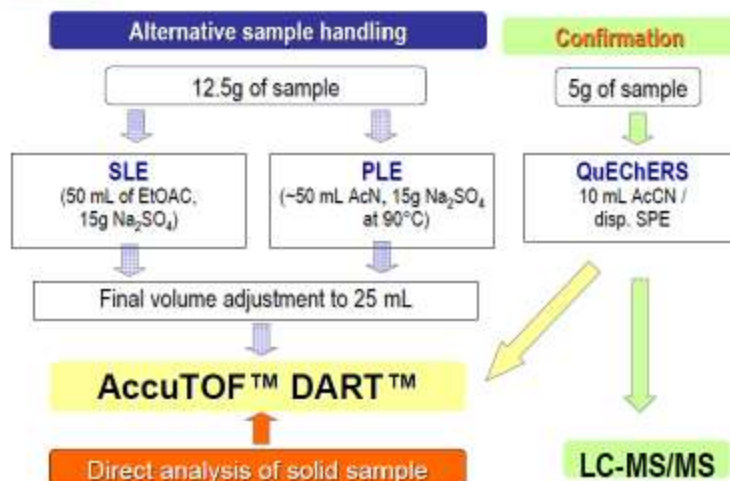 Alternative sample handling
Confirmation
12.5g of sample
5g of sample
SLE
(50 mL of EtOAC,
15g Na₂SO₄)
PLE
(~50 mL AcN, 15g Na₂SO₄
at 90°C)
QuEChERS
10 mL AcCN /
disp. SPE
Final volume adjustment to 25 mL
AccuTOF™ DART™
Direct analysis of solid sample
LC-MS/MS